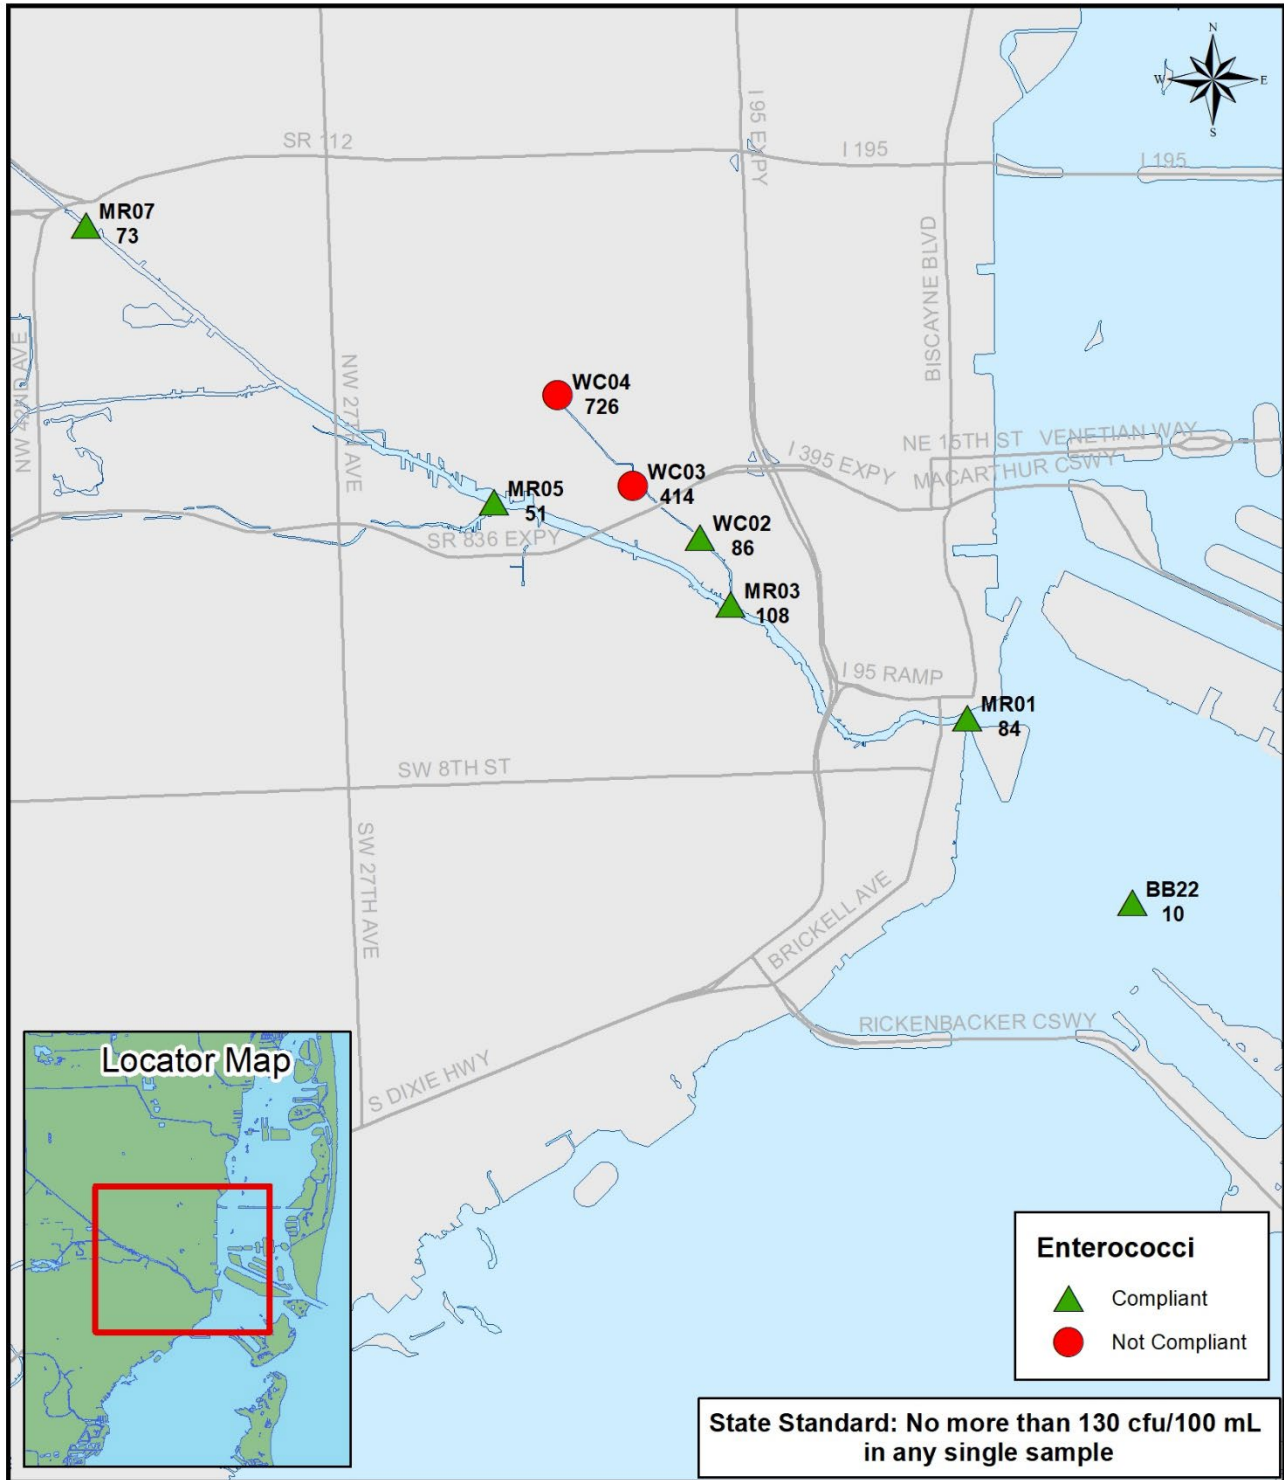 N
W
E
S
SR 112
I 95 EXPY
I 195
I 195
MR07
73
BISCAYNE BLVD
NW 42ND AVE
NW 27TH AVE
WC04
726
NE 15TH ST
VENETIAN WAY
I 395 EXPY
MACARTHUR CSWY
WC03
414
MR05
51
SR 836 EXPY
WC02
86
MR03
108
I 95 RAMP
MR01
84
SW 8TH ST
SW 27TH AVE
BRICKELL AVE
BB22
10
RICKENBACKER CSWY
S DIXIE HWY
Locator Map
Enterococci
Compliant
Not Compliant
State Standard: No more than 130 cfu/100 mL
in any single sample